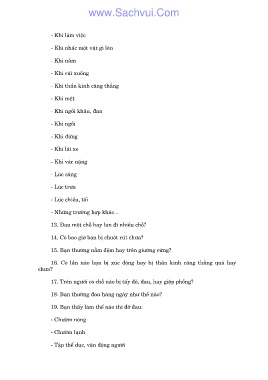 www.Sachvui.Com
- Khi làm việc
- Khi nhấc một vật gì lên
- Khi nằm
- Khi cúi xuống
- Khi thần kinh căng thẳng
- Khi mệt
- Khi ngồi khâu, đan
- Khi ngồi
- Khi đứng
- Khi lái xe
- Khi vác nặng
- Lúc sáng
- Lúc trưa
- Lúc chiều, tối
- Những trường hợp khác...
13. Đau một chỗ hay lan đi nhiều chỗ?
14. Có bao giờ bạn bị chuột rút chưa?
15. Bạn thường nằm đệm hay trên giường cứng?
16. Có lần nào bạn bị xúc động hay bị thần kinh căng thẳng quá hay
chưa?
17. Trên người có chỗ nào bị tấy đỏ, đau, hay giộp phồng?
18. Bạn thường đau hàng ngày như thế nào?
19. Bạn thấy làm thế nào thì đỡ đau:
- Chườm nóng
- Chườm lạnh
- Tập thể dục, vận động người